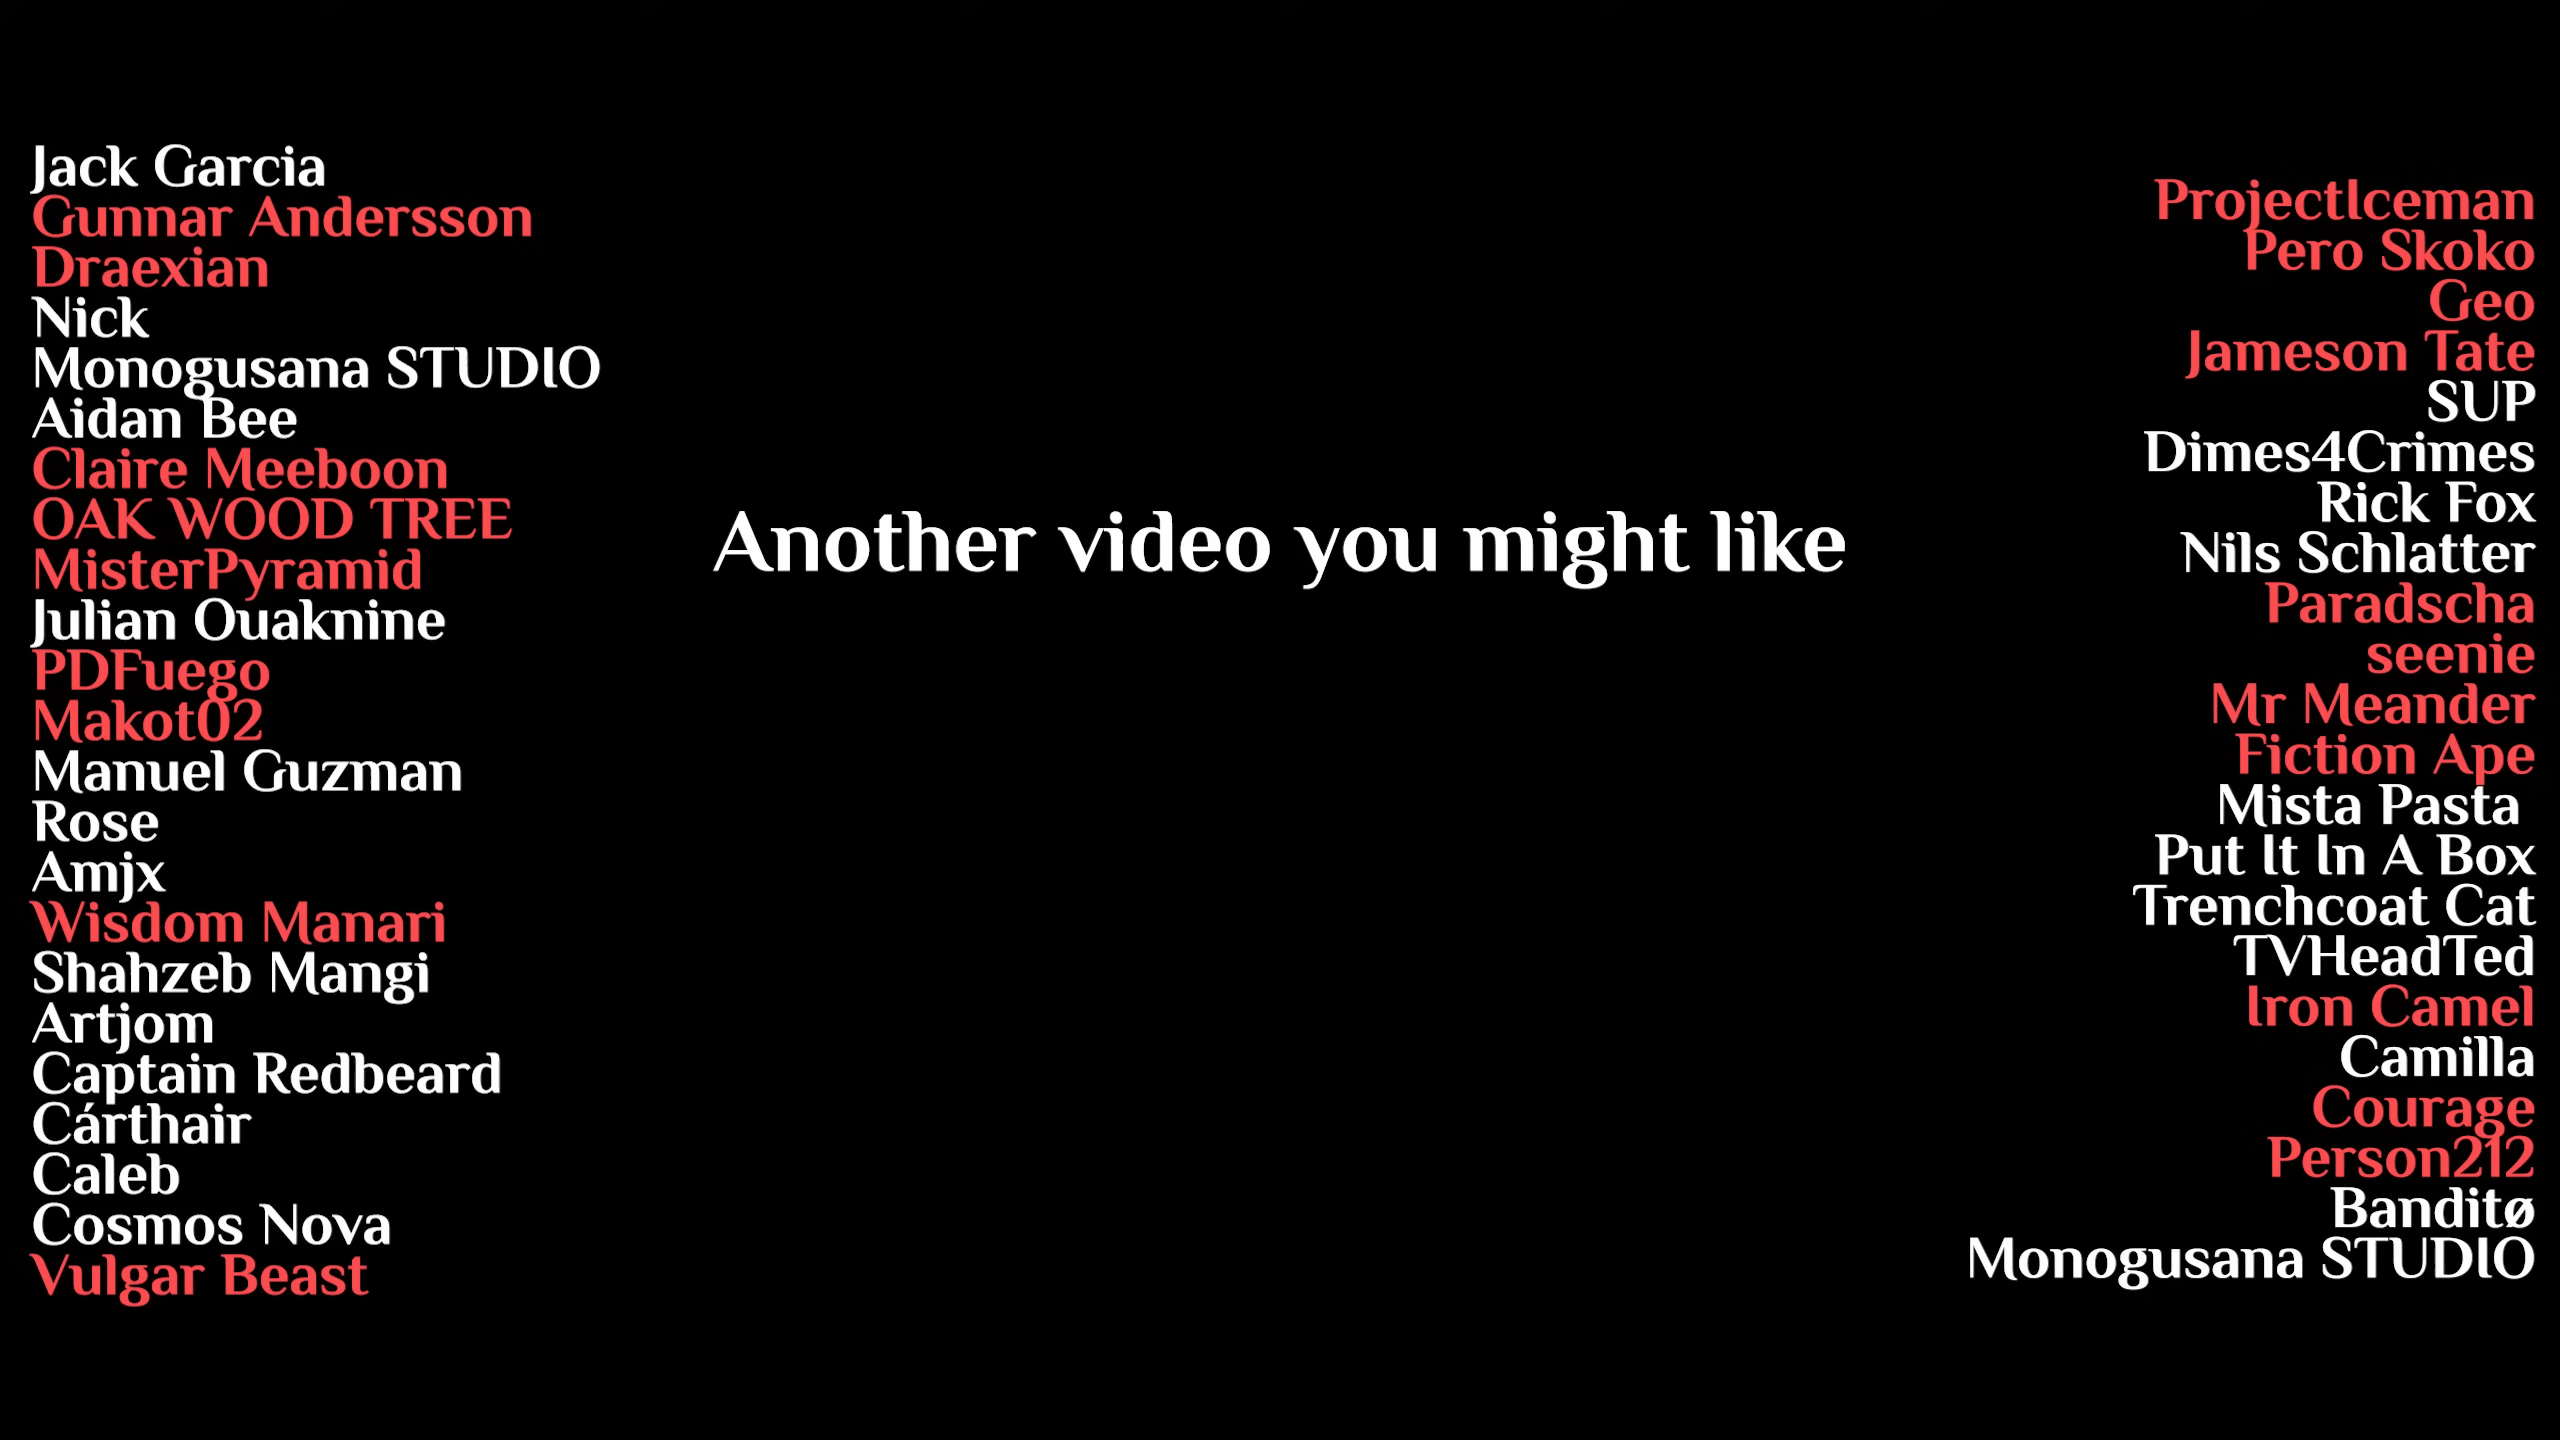 Jack Garcia
Gunnar Andersson
Draexian
Nick
Monogusana STUDIO
Aidan Bee
Claire Meeboon
OAK WOOD TREE
MisterPyramid
Julian Ouaknine
PDFuego
Makot02
Manuel Guzman
Rose
Amjx
Wisdom Manari
Shahzeb Mangi
Artjom
Captain Redbeard
Cárthair
Caleb
Cosmos Nova
Vulgar Beast
Another video you might like
ProjectIceman
Pero Skoko
Geo
Jameson Tate
SUP
Dimes4Crimes
Rick Fox
Nils Schlatter
Paradscha
seenie
Mr Meander
Fiction Ape
Mista Pasta
Put It In A Box
Trenchcoat Cat
TVHeadTed
Iron Camel
Camilla
Courage
Person212
Banditø
Monogusana STUDIO